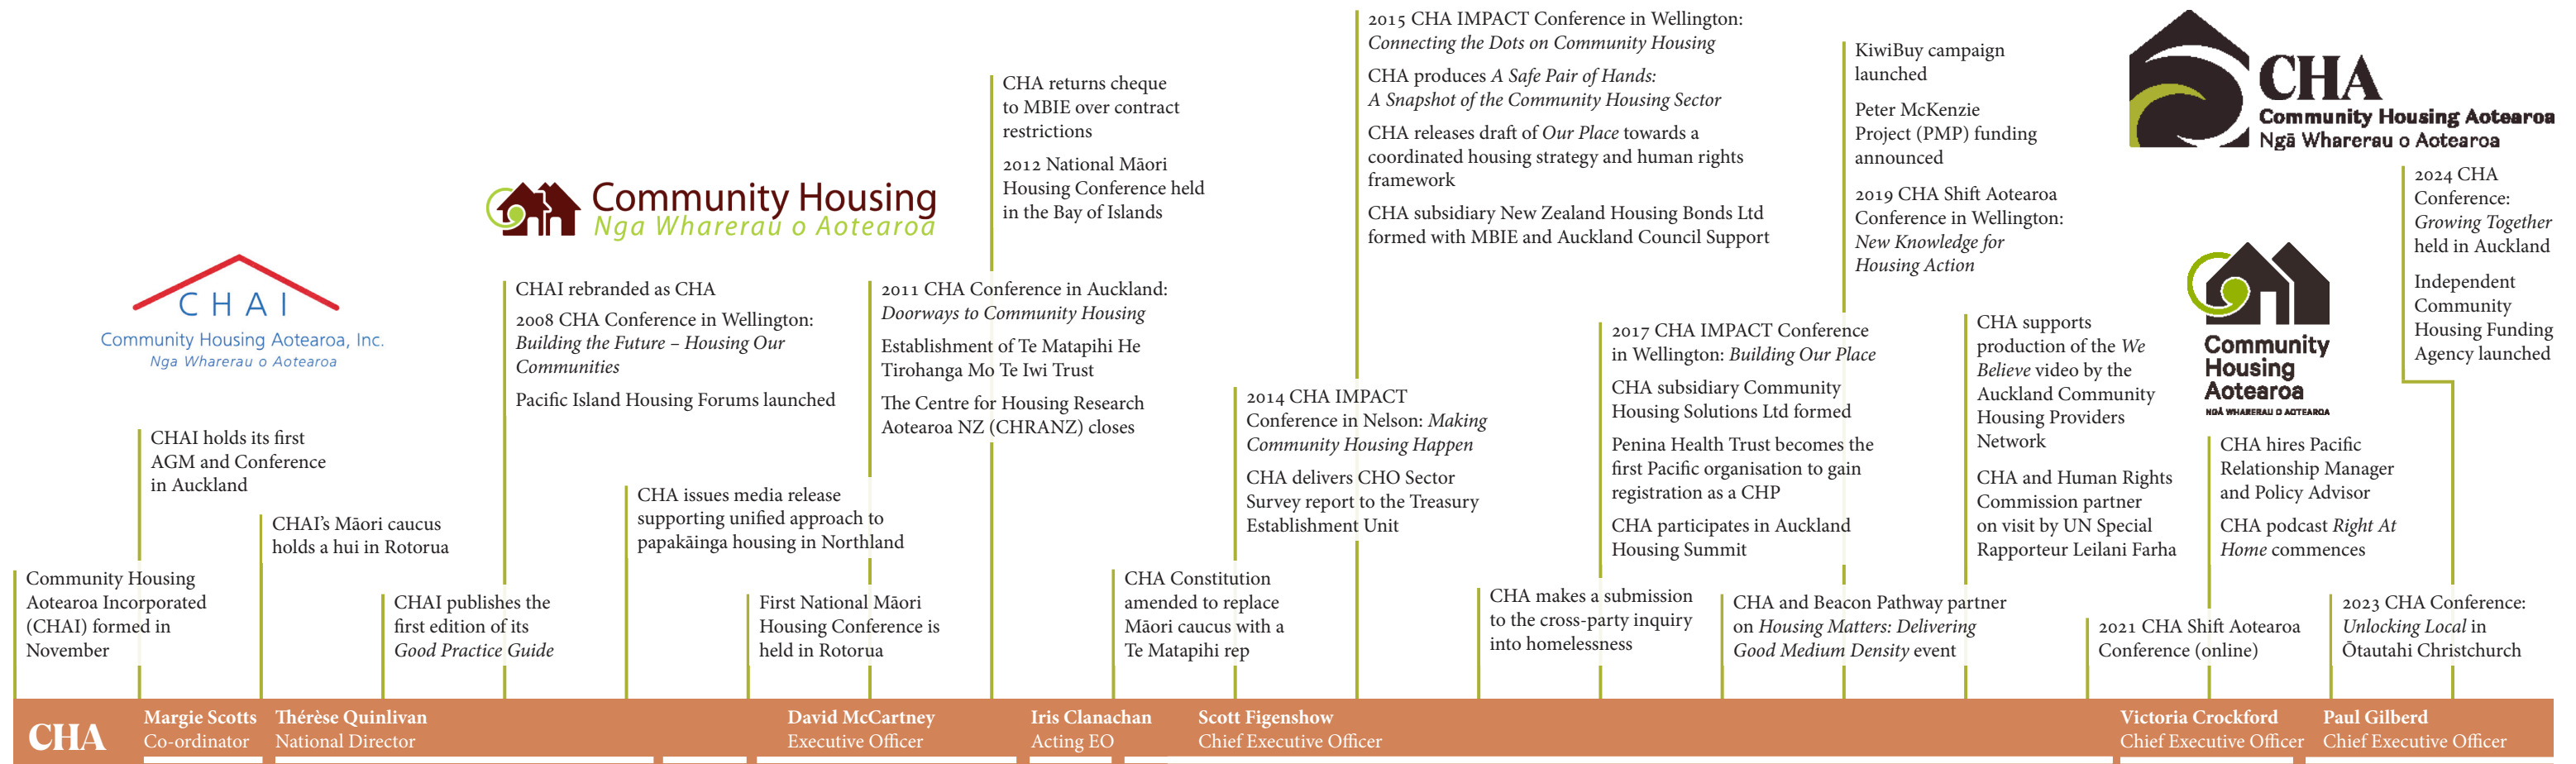 CHAI
Community Housing Aotearoa, Inc.
Nga Wharerau o Aotearoa
Community Housing
Aotearoa Incorporated
(CHAI) formed in
November
CHAI holds its first
AGM and Conference
in Auckland
CHAI’s Māori caucus
holds a hui in Rotorua
CHAI publishes the
first edition of its
Good Practice Guide
Community Housing
Nga Wharerau o Aotearoa
CHAI rebranded as CHA
2008 CHA Conference in Wellington:
Building the Future – Housing Our
Communities
Pacific Island Housing Forums launched
CHA issues media release
supporting unified approach to
papakāinga housing in Northland
First National Māori
Housing Conference is
held in Rotorua
2011 CHA Conference in Auckland:
Doorways to Community Housing
Establishment of Te Matapihi He
Tirohanga Mo Te Iwi Trust
The Centre for Housing Research
Aotearoa NZ (CHRANZ) closes
CHA returns cheque
to MBIE over contract
restrictions
2012 National Māori
Housing Conference held
in the Bay of Islands
CHA Constitution
amended to replace
Māori caucus with a
Te Matapihi rep
2014 CHA IMPACT
Conference in Nelson: Making
Community Housing Happen
CHA delivers CHO Sector
Survey report to the Treasury
Establishment Unit
2015 CHA IMPACT Conference in Wellington:
Connecting the Dots on Community Housing
CHA produces A Safe Pair of Hands:
A Snapshot of the Community Housing Sector
CHA releases draft of Our Place towards a
coordinated housing strategy and human rights
framework
CHA subsidiary New Zealand Housing Bonds Ltd
formed with MBIE and Auckland Council Support
CHA makes a submission
to the cross-party inquiry
into homelessness
2017 CHA IMPACT Conference
in Wellington: Building Our Place
CHA subsidiary Community
Housing Solutions Ltd formed
Penina Health Trust becomes the
first Pacific organisation to gain
registration as a CHP
CHA participates in Auckland
Housing Summit
CHA and Beacon Pathway partner
on Housing Matters: Delivering
Good Medium Density event
KiwiBuy campaign
launched
Peter McKenzie
Project (PMP) funding
announced
2019 CHA Shift Aotearoa
Conference in Wellington:
New Knowledge for
Housing Action
CHA supports
production of the We
Believe video by the
Auckland Community
Housing Providers
Network
CHA and Human Rights
Commission partner
on visit by UN Special
Rapporteur Leilani Farha
2021 CHA Shift Aotearoa
Conference (online)
Community
Housing
Aotearoa
NGĀ WHARERAU O AOTEAROA
CHA hires Pacific
Relationship Manager
and Policy Advisor
CHA podcast Right At
Home commences
2023 CHA Conference:
Unlocking Local in
Ōtautahi Christchurch
CHA
Community Housing Aotearoa
Ngā Wharerau o Aotearoa
2024 CHA
Conference:
Growing Together
held in Auckland
Independent
Community
Housing Funding
Agency launched
CHA
Margie Scotts
Co-ordinator
Thérèse Quinlivan
National Director
David McCartney
Executive Officer
Iris Clanachan
Acting EO
Scott Figenshow
Chief Executive Officer
Victoria Crockford
Chief Executive Officer
Paul Gilberd
Chief Executive Officer